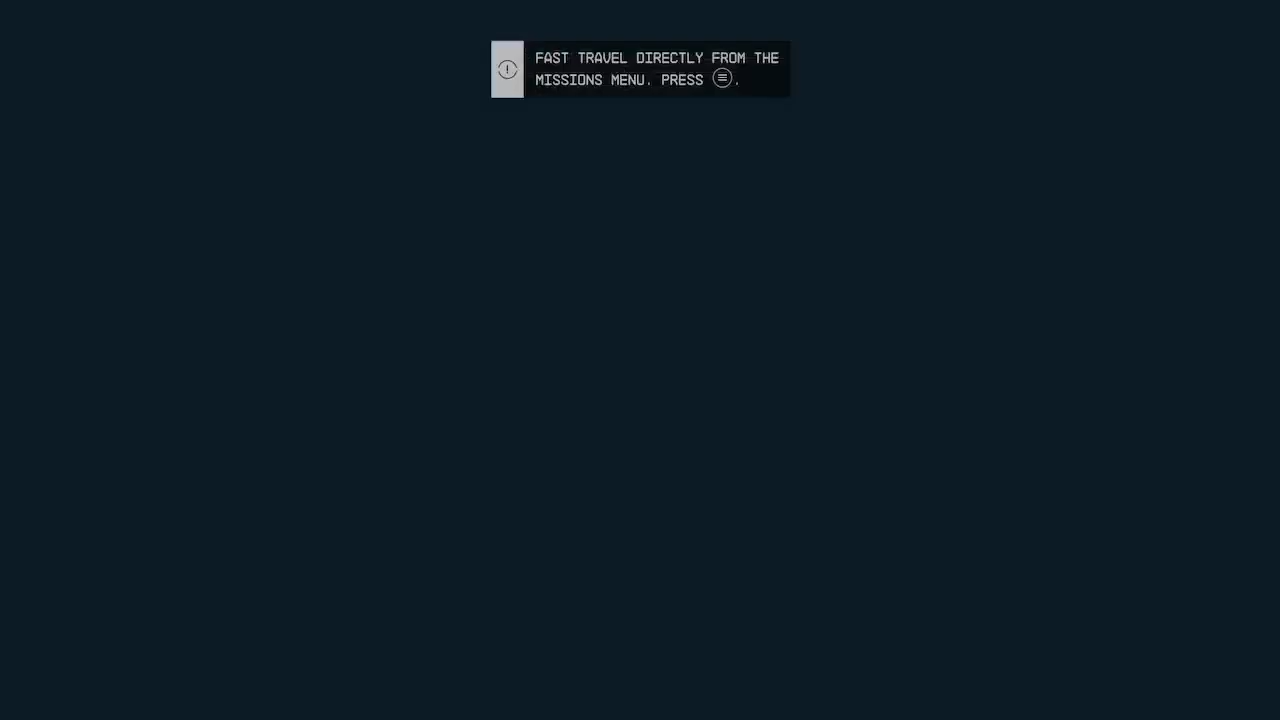 FAST TRAVEL DIRECTLY FROM THE
MISSIONS MENU. PRESS .